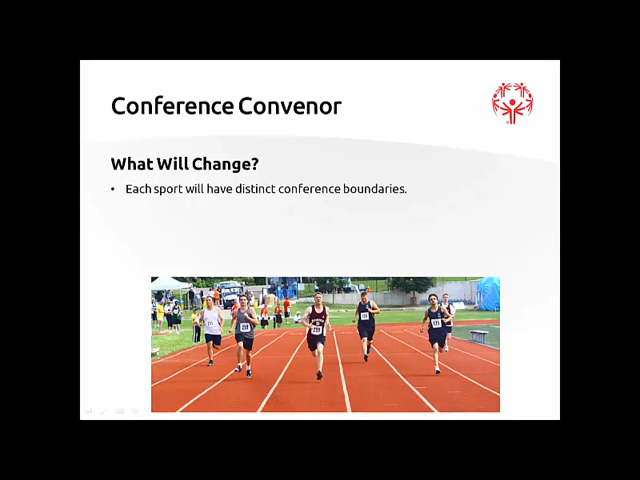 Conference Convenor
What Will Change?
• Each sport will have distinct conference boundaries.